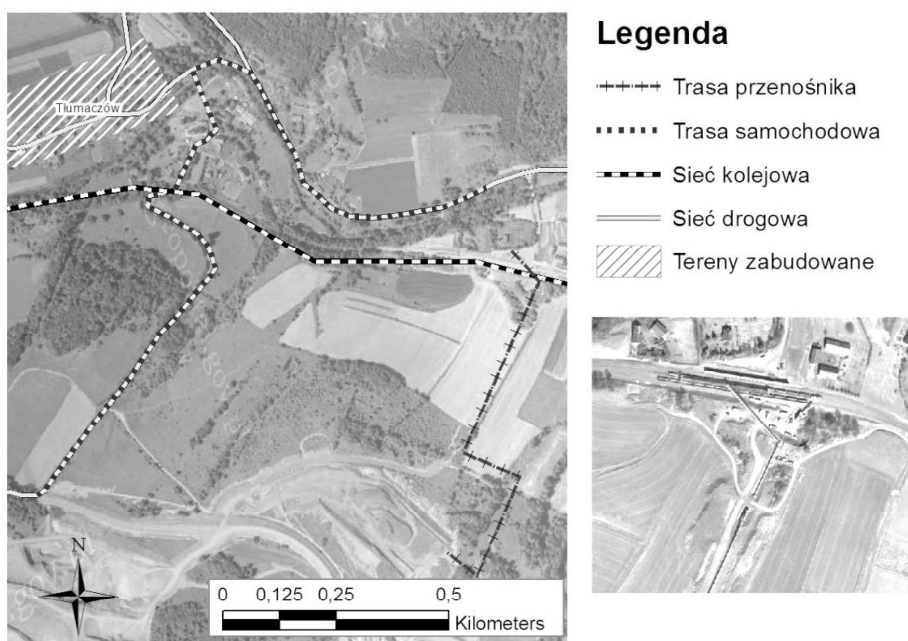 Tłumaczów
N
0 0,125 0,25 0,5
Kilometers
Legenda
Trasa przenośnika
Trasa samochodowa
Sieć kolejowa
Sieć drogowa
Tereny zabudowane